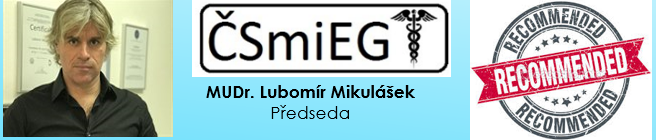 ČSmiEG
MUDr. Lubomír Mikulášek
Předseda
RECOMMENDED
RECOMMENDED
RECOMMENDED